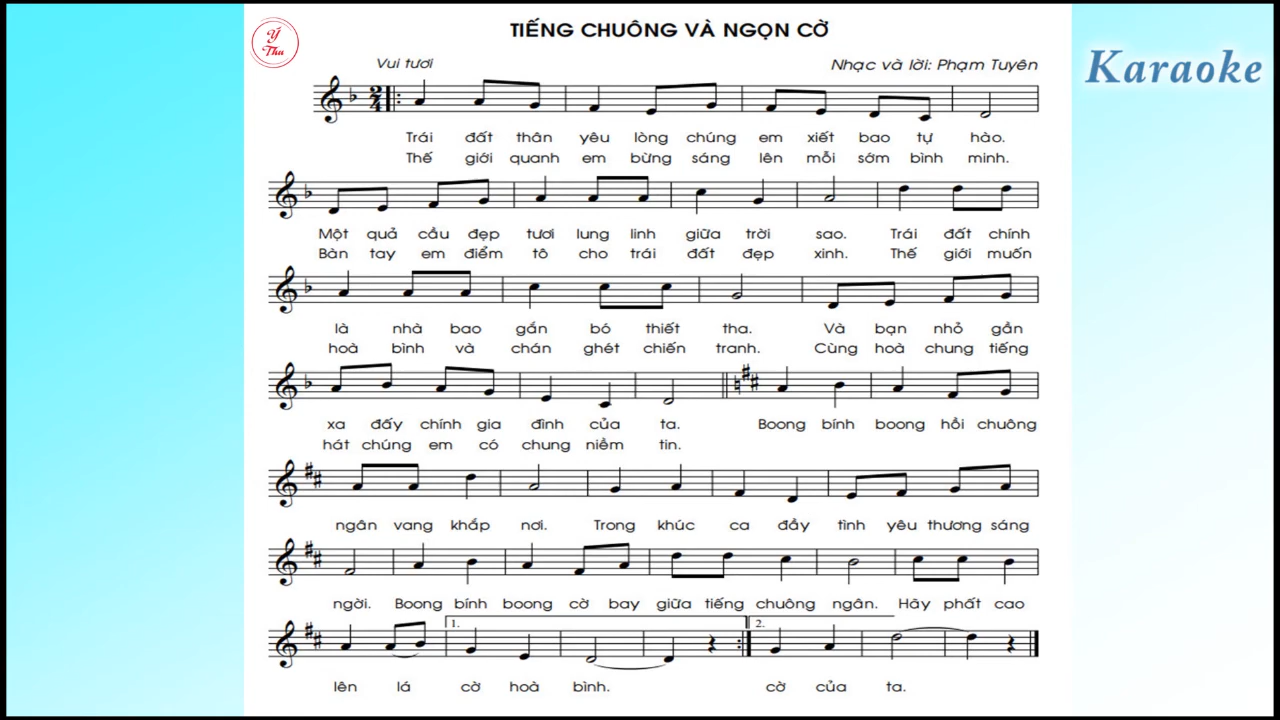 TIẾNG CHUÔNG VÀ NGỌN CỜ
Ý
Thu
Vui tươi
Nhạc và lời: Phạm Tuyên
Karaoke
2
4
Trái đất thân yêu lòng chúng em xiết bao tự hào.
Thế giới quanh em bừng sáng lên mỗi sớm bình minh.
Một quả cầu đẹp tươi lung linh giữa trời sao. Trái đất chính
Bàn tay em điểm tô cho trái đất đẹp xinh. Thế giới muốn
là nhà bao gắn bó thiết tha. Và bạn nhỏ gần
hoà bình và chán ghét chiến tranh. Cùng hoà chung tiếng
xa đấy chính gia đình của ta. Boong bính boong hồi chuông
hát chúng em có chung niềm tin.
ngân vang khắp nơi. Trong khúc ca đầy tình yêu thương sáng
ngời. Boong bính boong cờ bay giữa tiếng chuông ngân. Hãy phất cao
1.
2.
lên lá cờ hoà bình. cờ của ta.